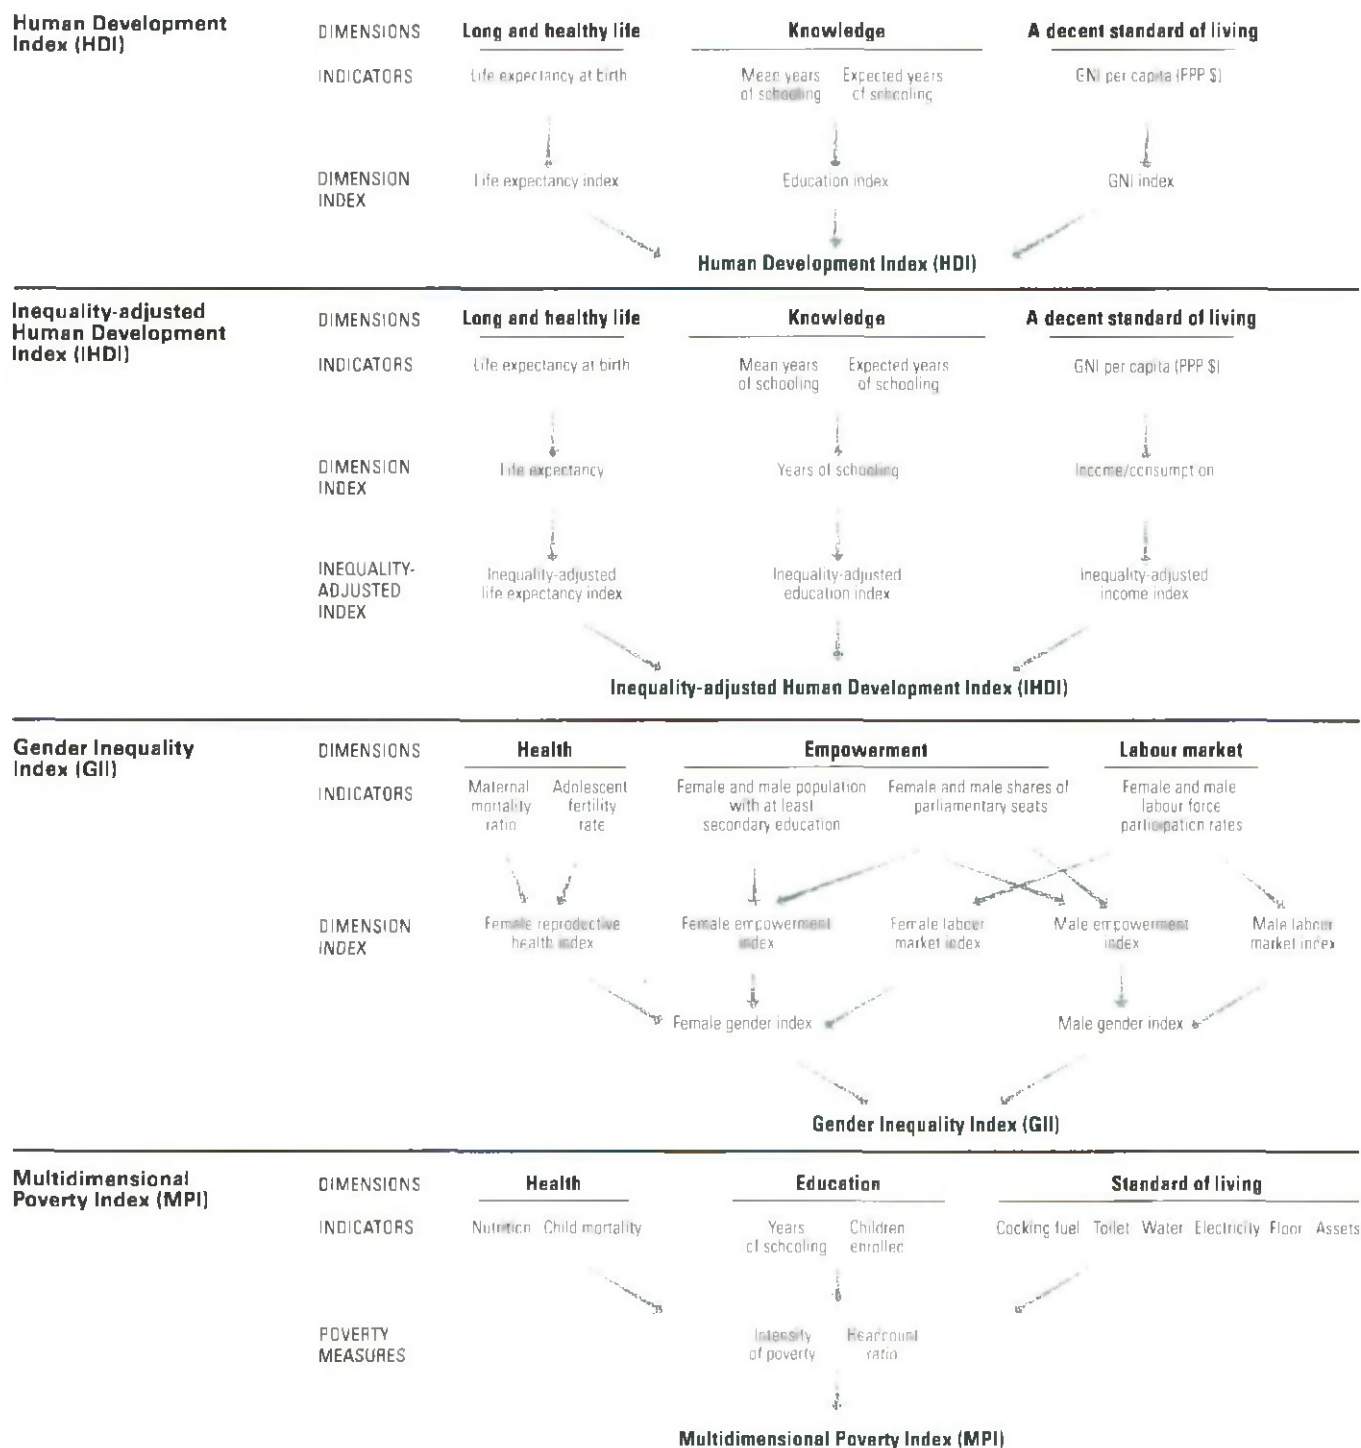 Human Development
Index (HDI)
DIMENSIONS Long and healthy life Knowledge A decent standard of living
INDICATORS Life expectancy at birth Mean years Expected years GNI per capita (PPP $)
of schooling of schooling
DIMENSION Life expectancy index Education index GNI index
INDEX
Human Development Index (HDI)
Inequality-adjusted
Human Development
Index (IHDI)
DIMENSIONS Long and healthy life Knowledge A decent standard of living
INDICATORS Life expectancy at birth Mean years Expected years GNI per capita (PPP $)
of schooling of schooling
DIMENSION Life expectancy Years of schooling Income/consumption
INDEX
INEQUALITY- Inequality-adjusted Inequality-adjusted Inequality-adjusted
ADJUSTED life expectancy index education index income index
INDEX
Inequality-adjusted Human Development Index (IHDI)
Gender Inequality
Index (GII)
DIMENSIONS Health Empowerment Labour market
INDICATORS Maternal Adolescent Female and male population Female and male shares of Female and male
mortality fertility with at least parliamentary seats labour force
ratio rate secondary education participation rates
DIMENSION Female reproductive Female empowerment Female labour Male empowerment Male labour
INDEX health index index market index index market index
Female gender index Male gender index
Gender Inequality Index (GII)
Multidimensional
Poverty Index (MPI)
DIMENSIONS Health Education Standard of living
INDICATORS Nutrition Child mortality Years Children Cooking fuel Toilet Water Electricity Floor Assets
of schooling enrolled
POVERTY Intensity Headcount
MEASURES of poverty ratio
Multidimensional Poverty Index (MPI)